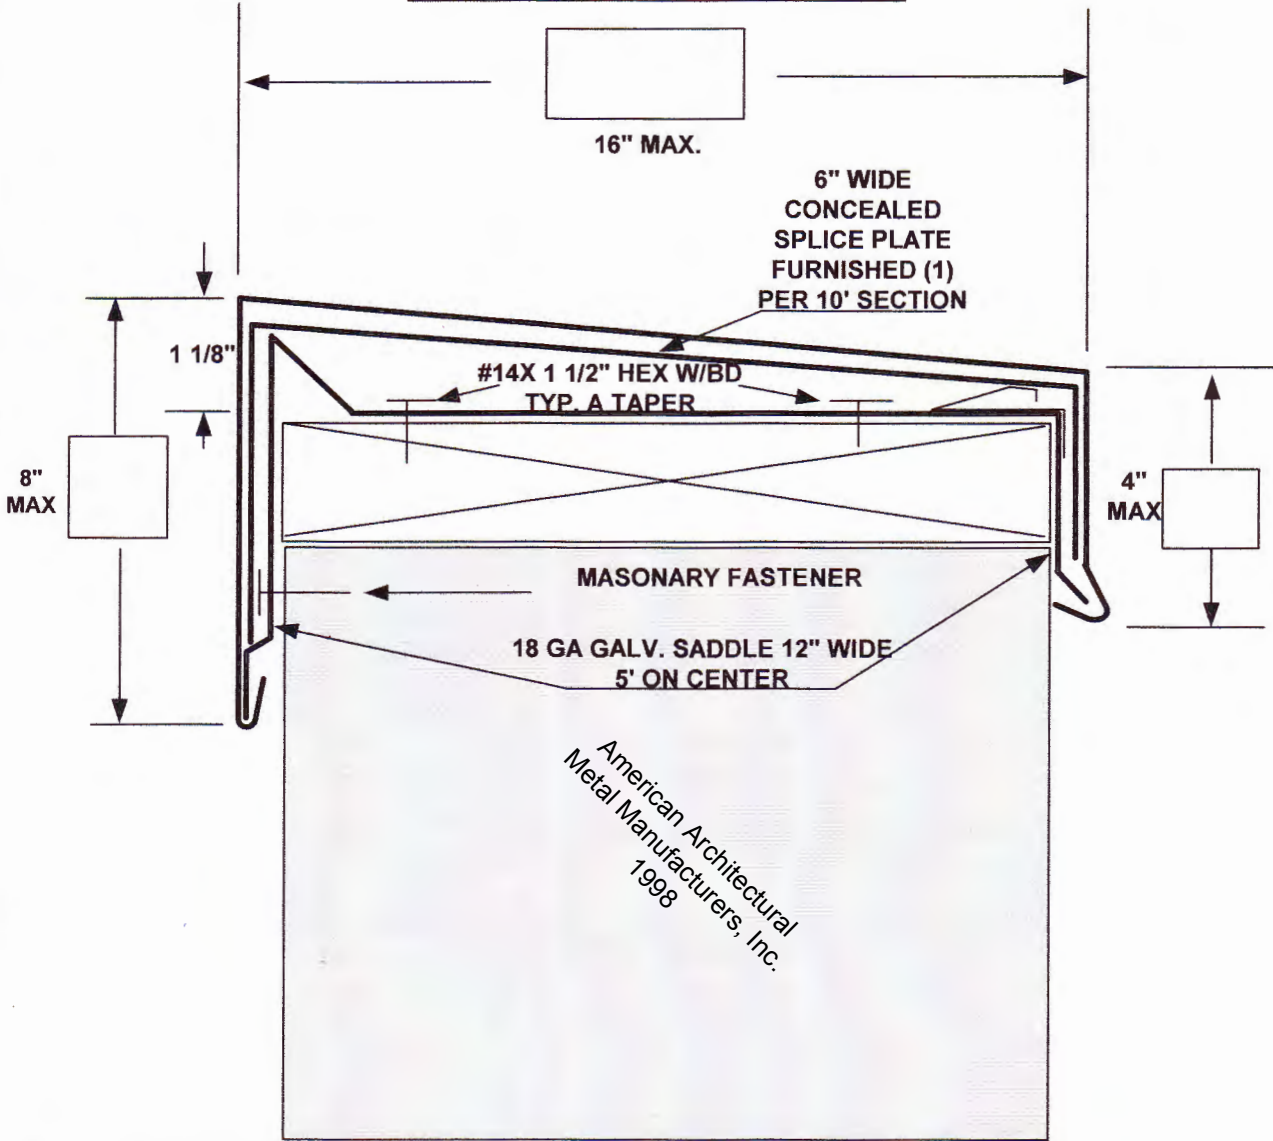 16" MAX.
6" WIDE
CONCEALED
SPLICE PLATE
FURNISHED (1)
PER 10' SECTION
1 1/8"
#14X 1 1/2" HEX W/BD
TYP. A TAPER
8"
MAX
4"
MAX
MASONARY FASTENER
18 GA GALV. SADDLE 12" WIDE
5' ON CENTER
American Architectural
Metal Manufacturers, Inc.
1998